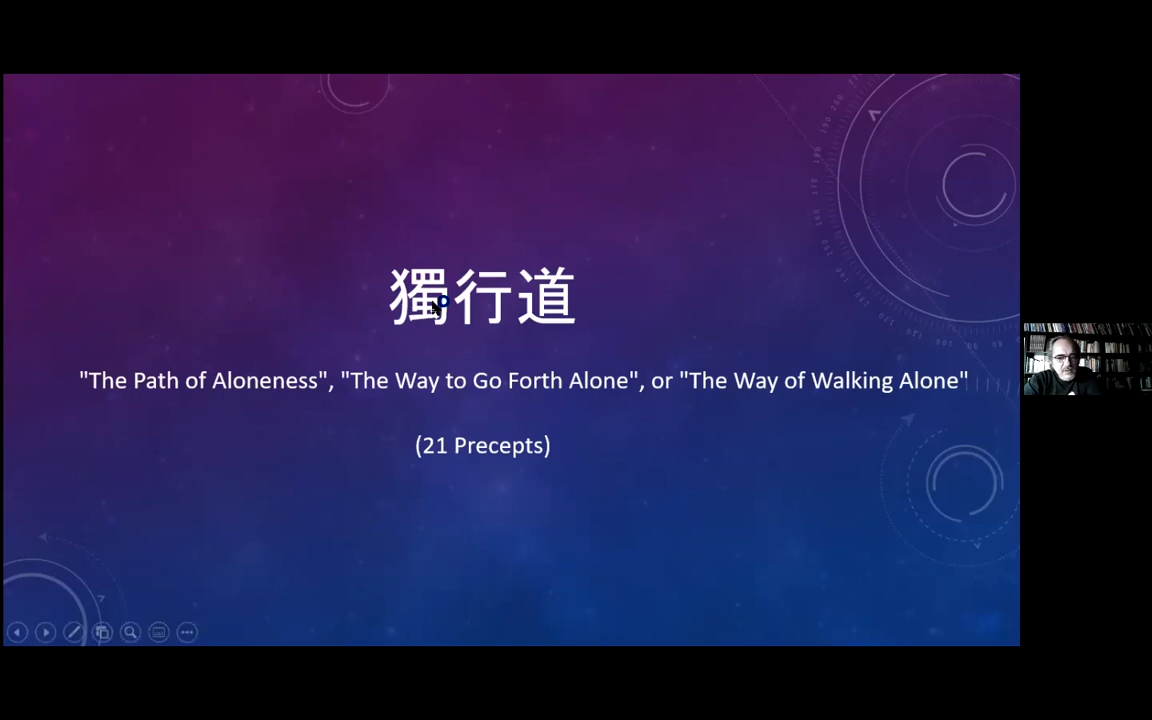 獨行道
"The Path of Aloneness", "The Way to Go Forth Alone", or "The Way of Walking Alone"
(21 Precepts)